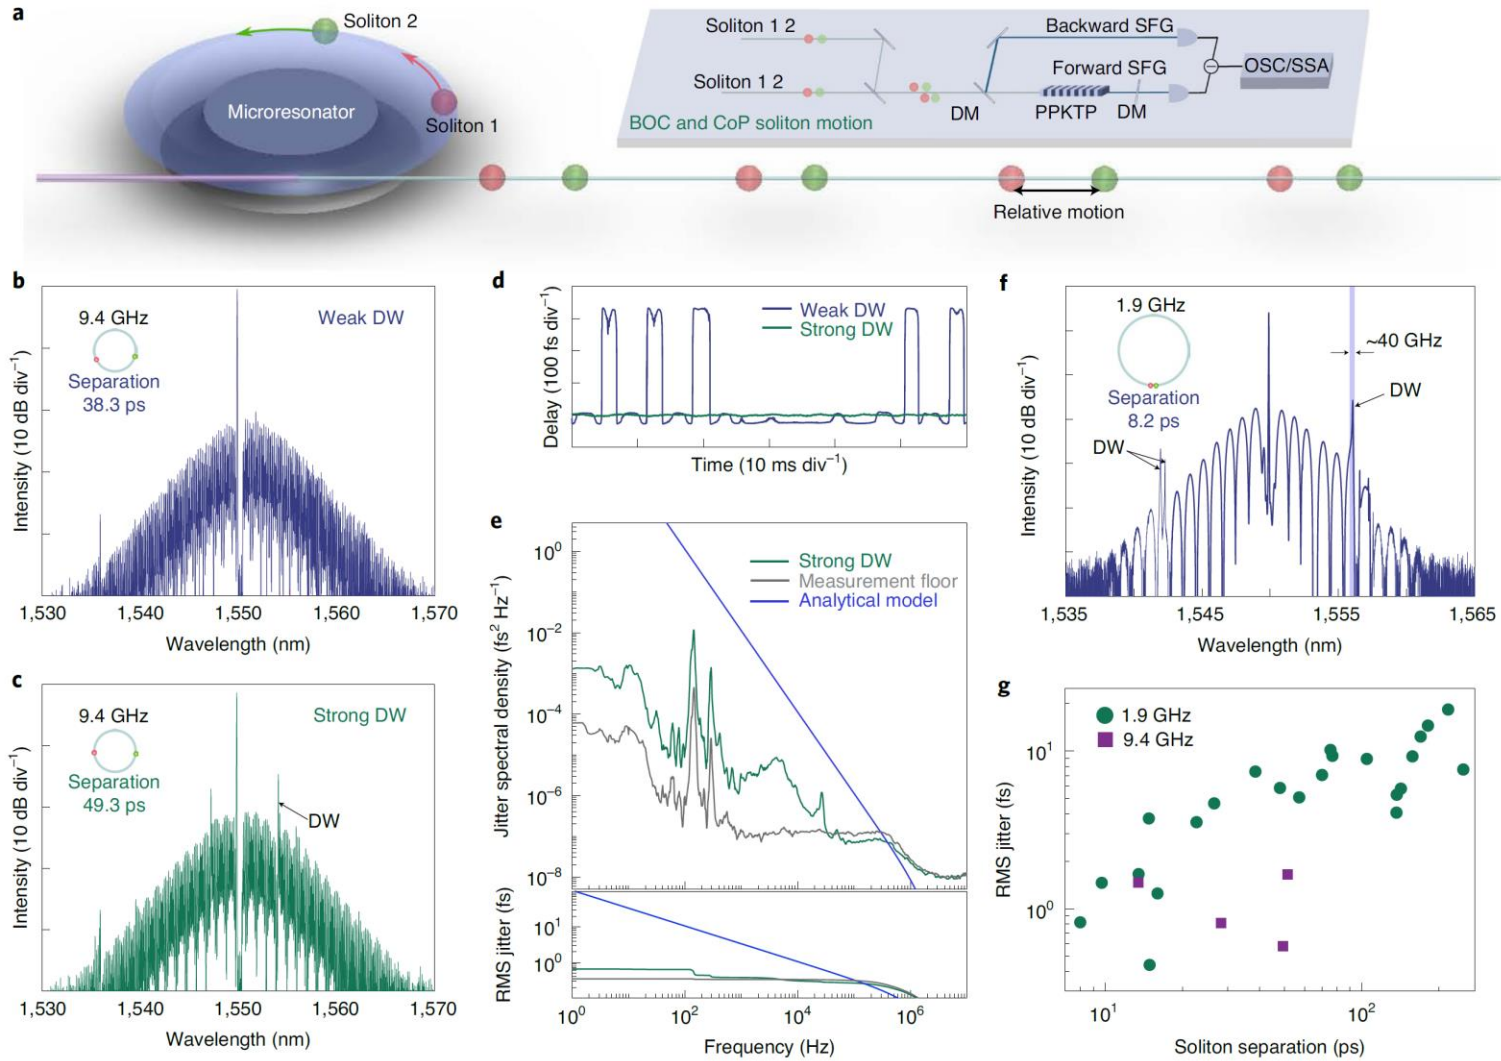 a
Soliton 2
Microresonator
Soliton 1
Soliton 1 2
Soliton 1 2
Backward SFG
Forward SFG
OSC/SSA
DM
PPKTP
DM
BOC and CoP soliton motion
Relative motion
b
9.4 GHz
Weak DW
Separation
38.3 ps
Intensity (10 dB div⁻¹)
1,530 1,540 1,550 1,560 1,570
Wavelength (nm)
c
9.4 GHz
Strong DW
Separation
49.3 ps
DW
Intensity (10 dB div⁻¹)
1,530 1,540 1,550 1,560 1,570
Wavelength (nm)
d
Weak DW
Strong DW
Delay (100 fs div⁻¹)
Time (10 ms div⁻¹)
e
Strong DW
Measurement floor
Analytical model
Jitter spectral density (fs² Hz⁻¹)
10⁰
10⁻²
10⁻⁴
10⁻⁶
10⁻⁸
RMS jitter (fs)
10¹
10⁰
10⁰ 10² 10⁴ 10⁶
Frequency (Hz)
f
1.9 GHz
~40 GHz
Separation
8.2 ps
DW
DW
Intensity (10 dB div⁻¹)
1,535 1,545 1,555 1,565
Wavelength (nm)
g
1.9 GHz
9.4 GHz
RMS jitter (fs)
10¹
10⁰
10¹ 10²
Soliton separation (ps)